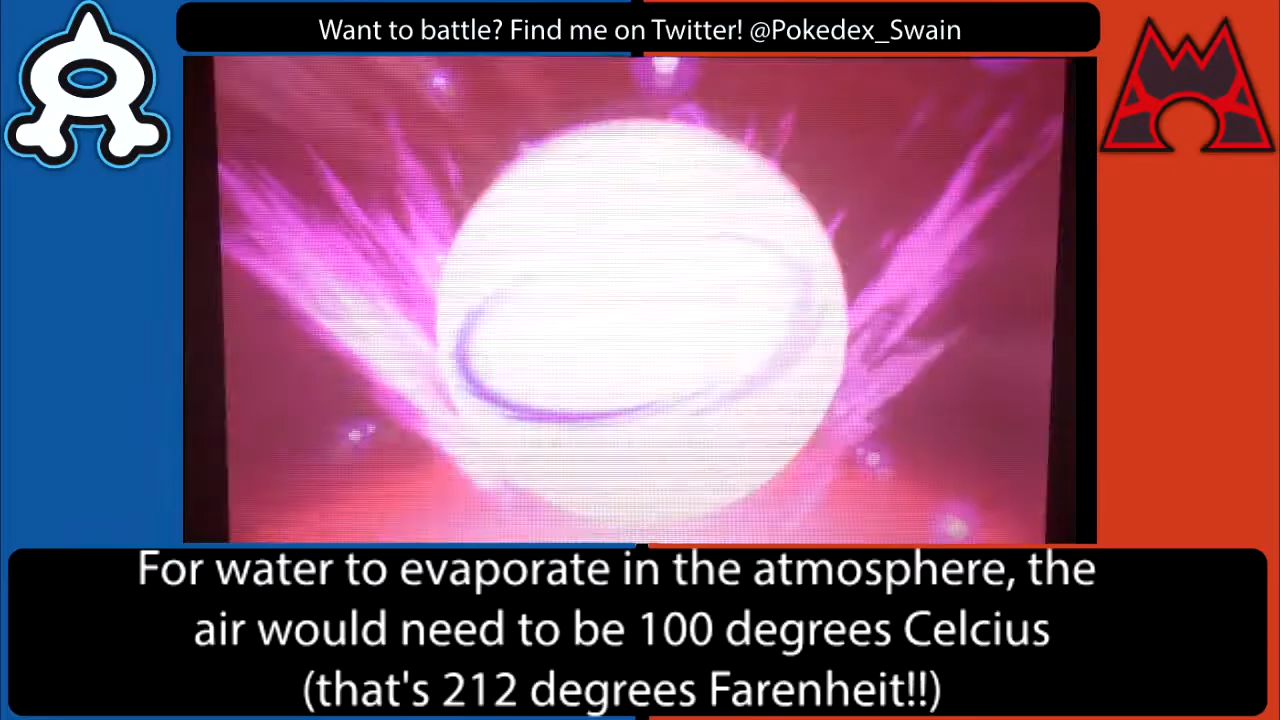 Want to battle? Find me on Twitter! @Pokedex_Swain
For water to evaporate in the atmosphere, the
air would need to be 100 degrees Celcius
(that's 212 degrees Farenheit!!)